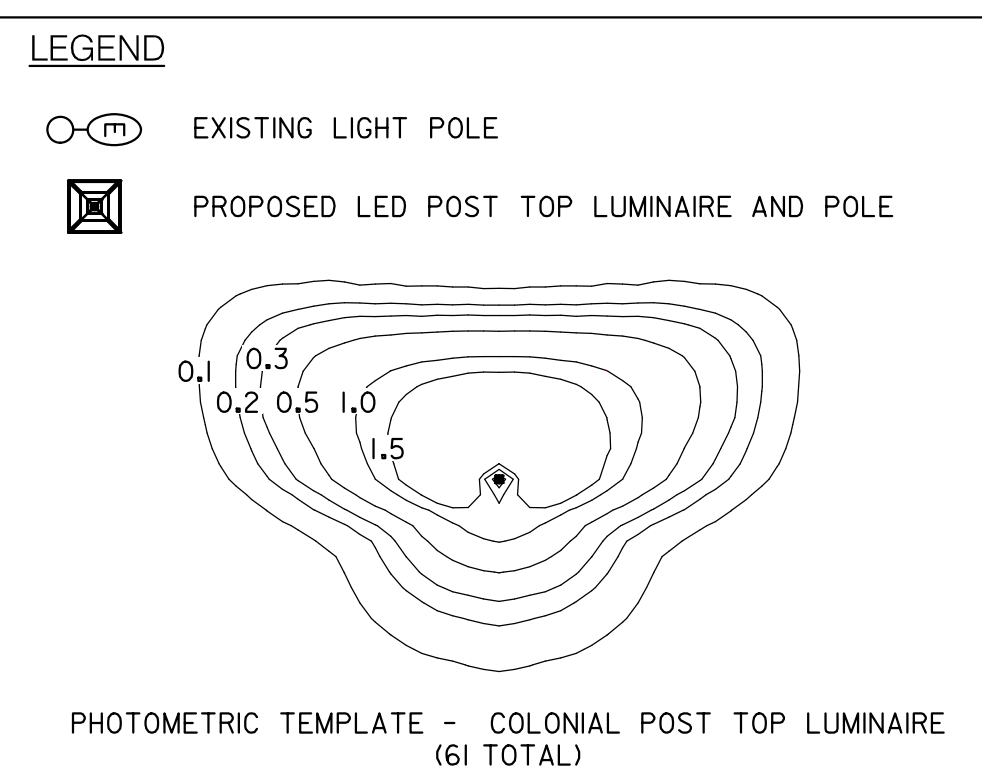 LEGEND
E
EXISTING LIGHT POLE
PROPOSED LED POST TOP LUMINAIRE AND POLE
0.1
0.3
0.2 0.5 1.0
1.5
PHOTOMETRIC TEMPLATE - COLONIAL POST TOP LUMINAIRE
(61 TOTAL)